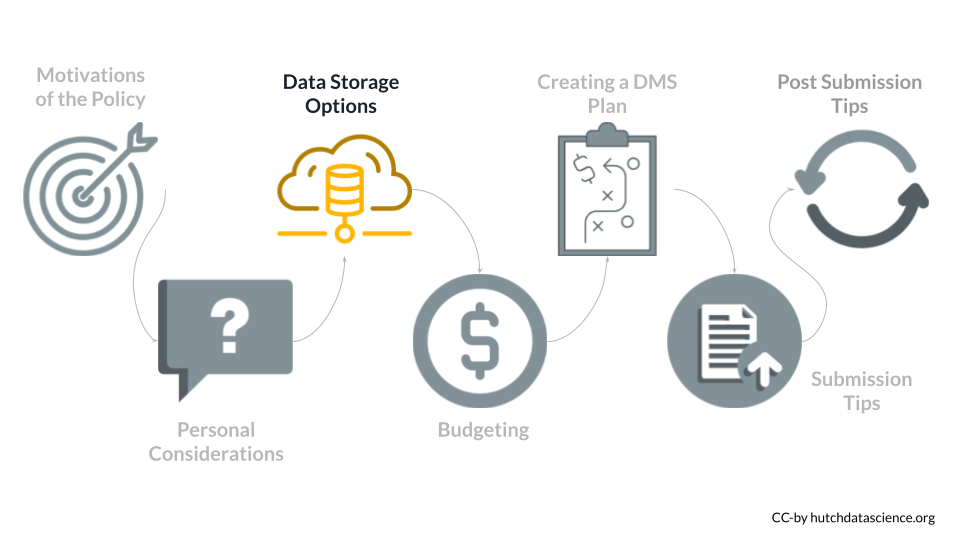 Motivations
of the Policy
Data Storage
Options
Creating a DMS
Plan
Post Submission
Tips
$
?
$
Submission
Tips
Personal
Considerations
Budgeting
CC-by hutchdatascience.org